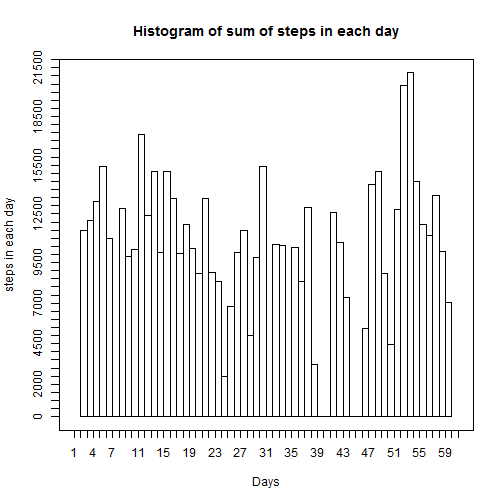 Histogram of sum of steps in each day
steps in each day
21500
18500
15500
12500
9500
7000
4500
2000
0
1 4 7 11 15 19 23 27 31 35 39 43 47 51 55 59
Days